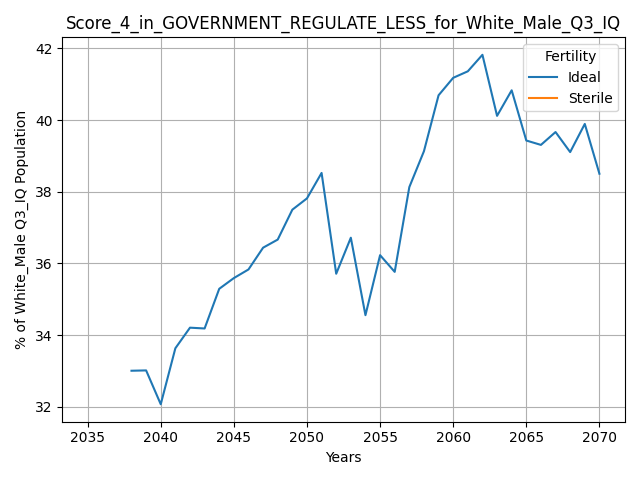 Score_4_in_GOVERNMENT_REGULATE_LESS_for_White_Male_Q3_IQ
Fertility
Ideal
Sterile
% of White_Male Q3_IQ Population
42
40
38
36
34
32
2035 2040 2045 2050 2055 2060 2065 2070
Years